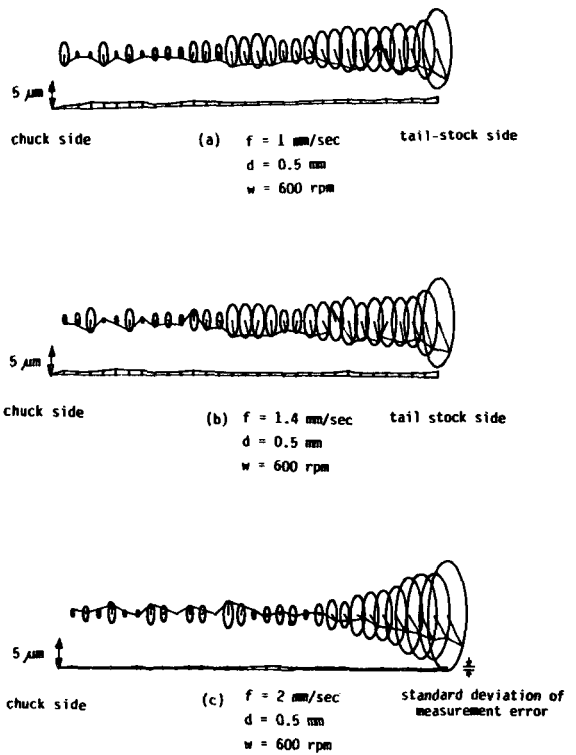 5 μm
chuck side
(a) f = 1 mm/sec
tail-stock side
d = 0.5 mm
w = 600 rpm
5 μm
chuck side
(b) f = 1.4 mm/sec
tail stock side
d = 0.5 mm
w = 600 rpm
5 μm
chuck side
(c) f = 2 mm/sec
standard deviation of
measurement error
d = 0.5 mm
w = 600 rpm